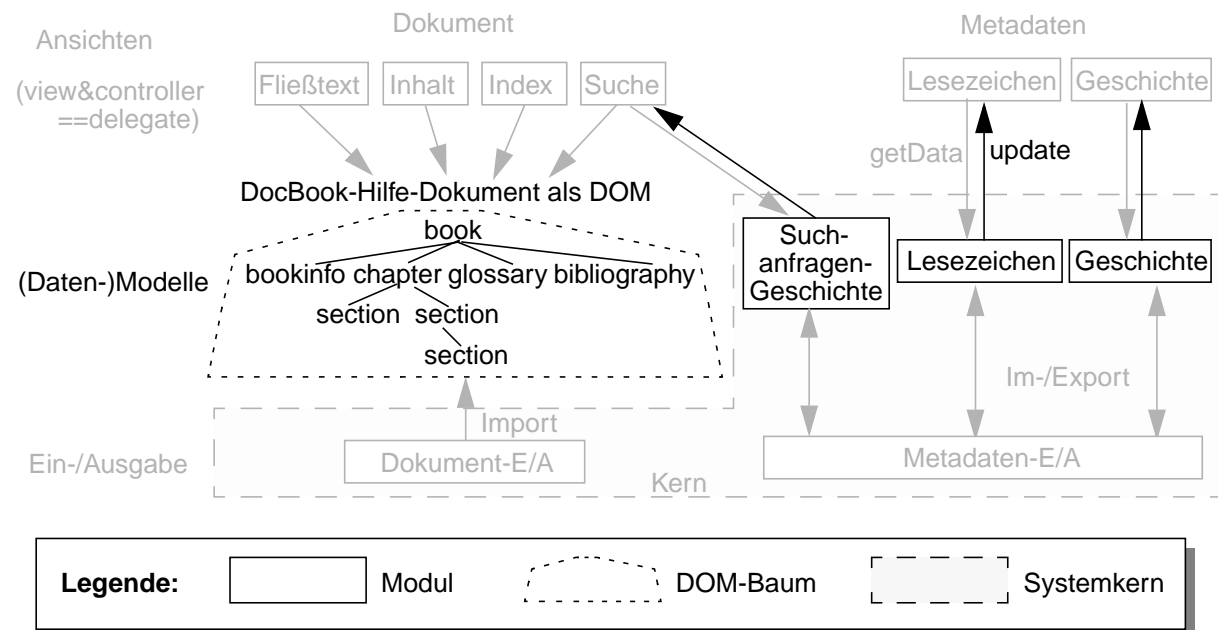 Dokument
Metadaten
Ansichten
(view&controller
==delegate)
Fließtext
Inhalt
Index
Suche
Lesezeichen
Geschichte
getData
update
DocBook-Hilfe-Dokument als DOM
(Daten-)Modelle
book
bookinfo chapter glossary bibliography
section section
section
Such-
anfragen-
Geschichte
Lesezeichen
Geschichte
Im-/Export
Import
Ein-/Ausgabe
Dokument-E/A
Metadaten-E/A
Kern
Legende:
Modul
DOM-Baum
Systemkern